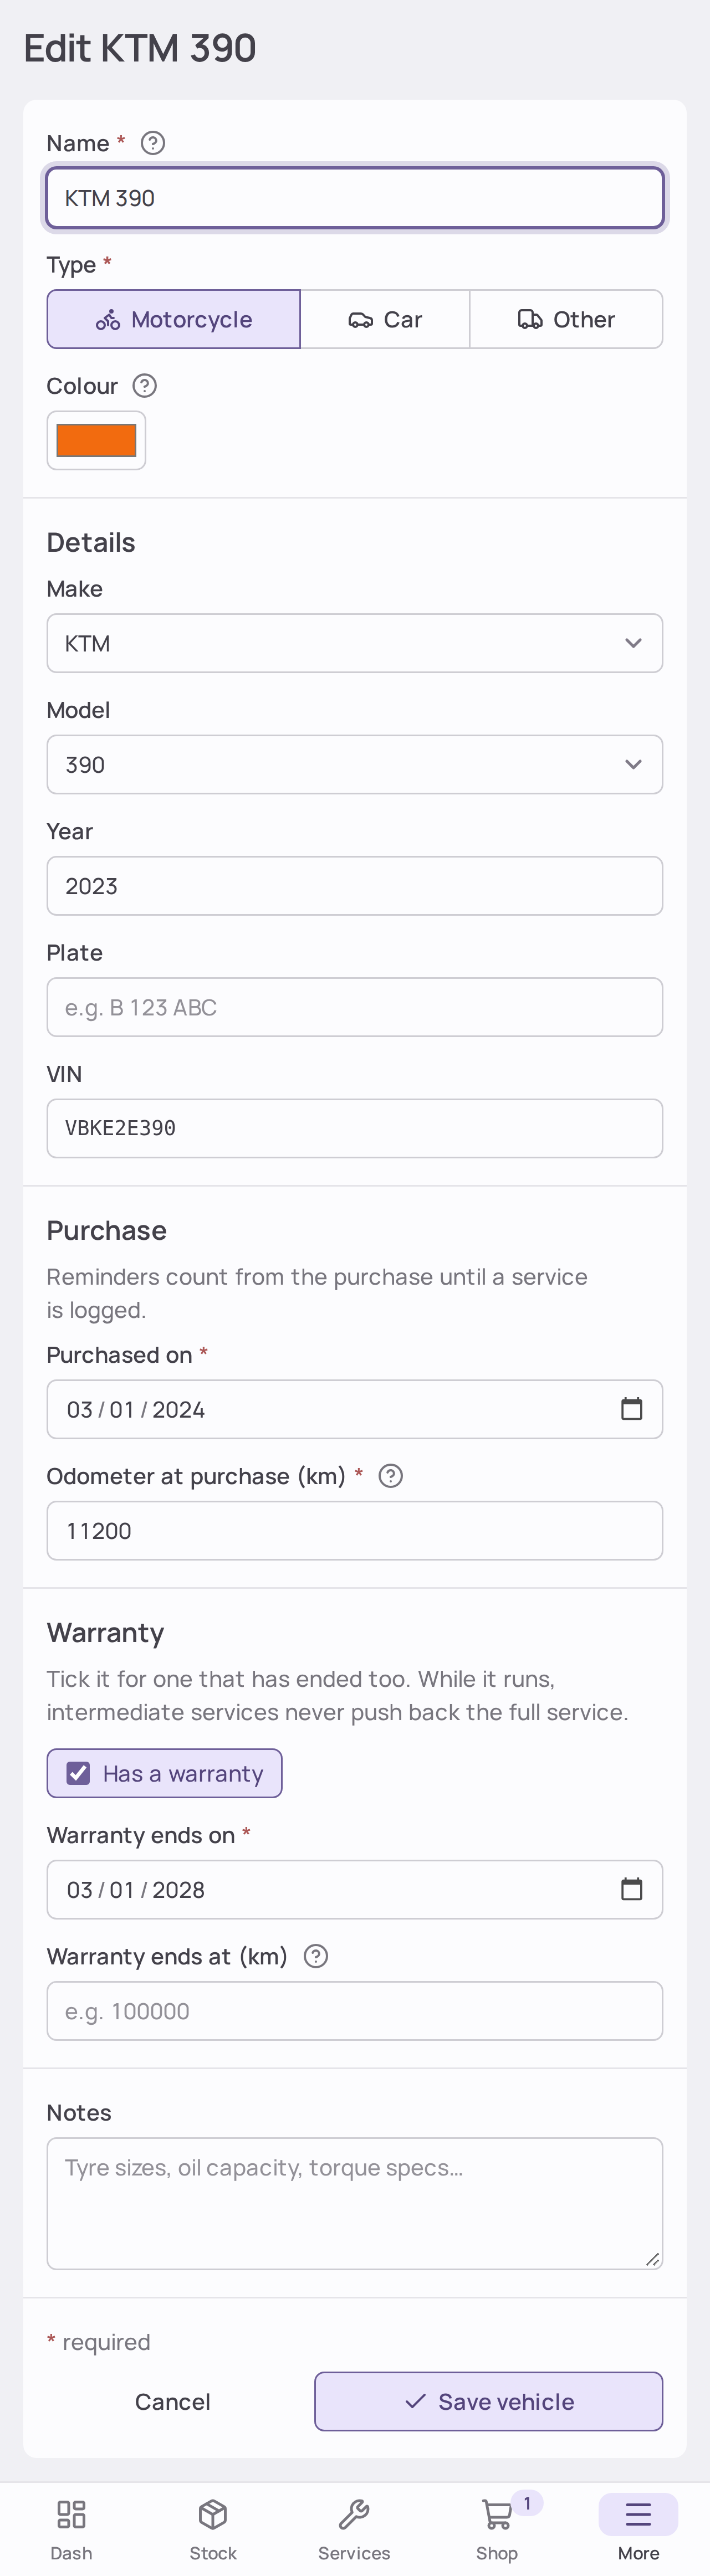 Edit KTM 390
Name *
KTM 390
Type *
Motorcycle
Car
Other
Colour
Details
Make
KTM
Model
390
Year
2023
Plate
e.g. B 123 ABC
VIN
VBKE2E390
Purchase
Reminders count from the purchase until a service
is logged.
Purchased on *
03/01/2024
Odometer at purchase (km) *
11200
Warranty
Tick it for one that has ended too. While it runs,
intermediate services never push back the full service.
Has a warranty
Warranty ends on *
03/01/2028
Warranty ends at (km)
e.g. 100000
Notes
Tyre sizes, oil capacity, torque specs…
* required
Cancel
Save vehicle
1
Dash
Stock
Services
Shop
More